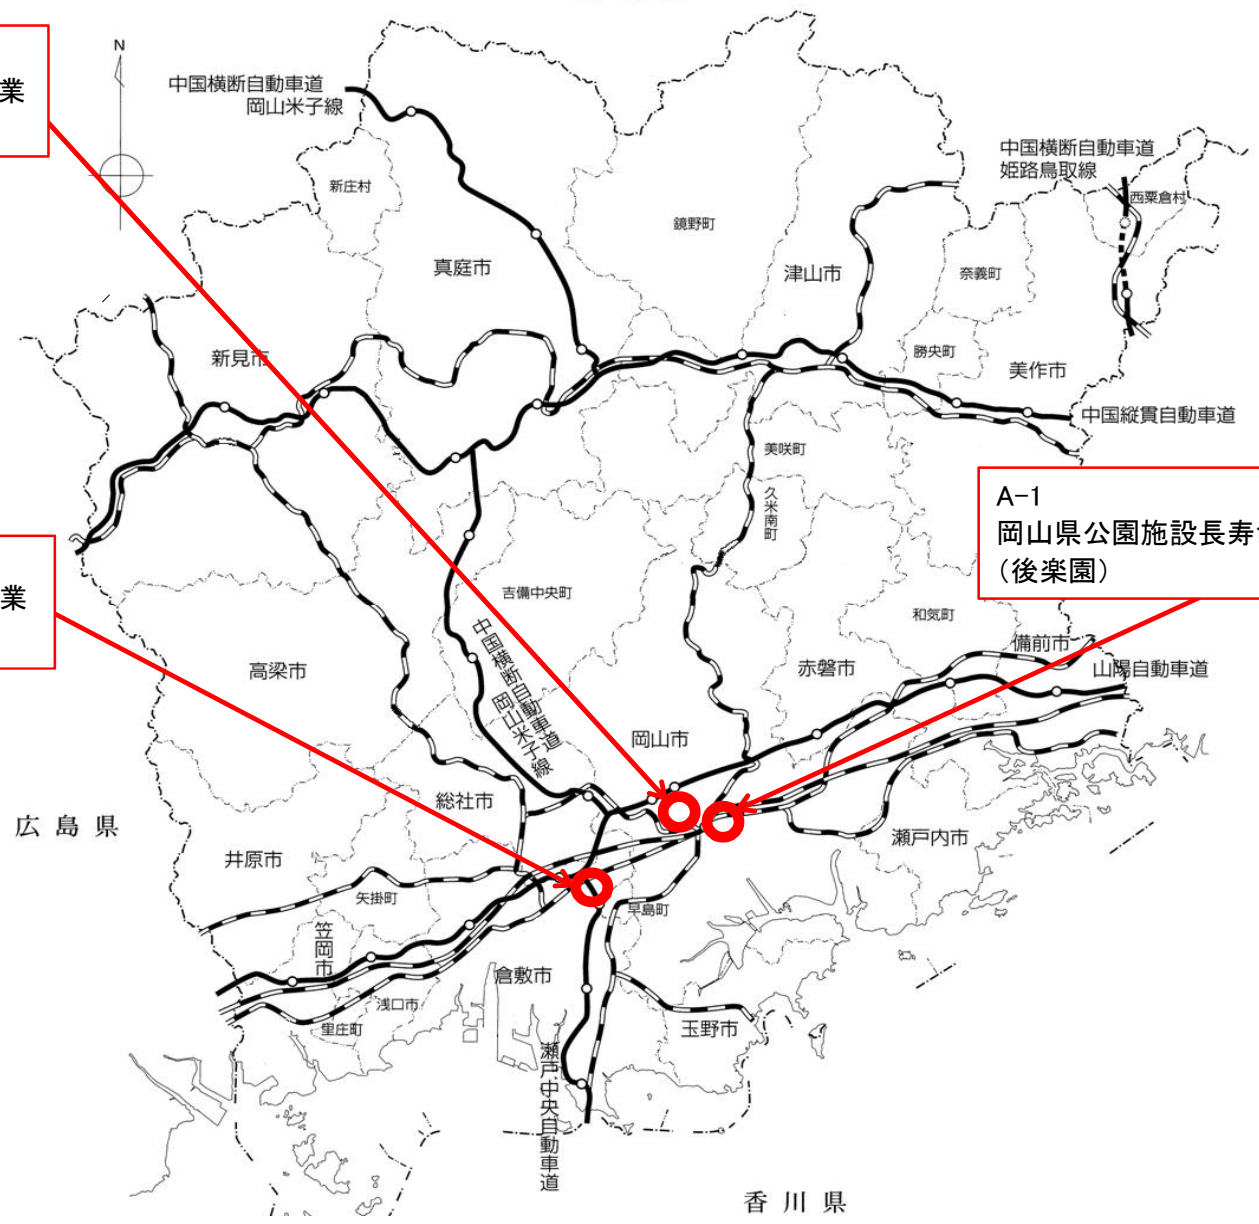 N
業
中国横断自動車道
岡山米子線
中国横断自動車道
姫路鳥取線
西粟倉村
新庄村
鏡野町
真庭市
津山市
奈義町
新見市
勝央町
美作市
中国縦貫自動車道
美咲町
久米南町
A-1
岡山県公園施設長寿
(後楽園)
業
吉備中央町
和気町
中国横断自動車道
岡山米子線
備前市
高梁市
赤磐市
山陽自動車道
岡山市
総社市
広島県
瀬戸内市
井原市
矢掛町
早島町
笠岡市
倉敷市
浅口市
里庄町
玉野市
瀬戸中央自動車道
香川県